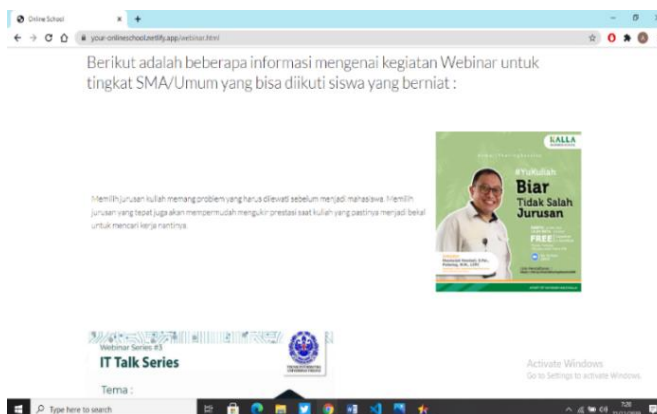 Online School
your-onlineschool.netlify.app/webinar.html
Berikut adalah beberapa informasi mengenai kegiatan Webinar untuk
tingkat SMA/Umum yang bisa diikuti siswa yang berniat :
KALLA
#YuKuliah
Biar
Tidak Salah
Jurusan
FREE
Memilih jurusan kuliah memang problem yang harus dilewati sebelum menjadi mahasiswa. Memilih
jurusan yang tepat juga akan mempermudah mengukir prestasi saat kuliah yang pastinya menjadi bekal
untuk mencari kerja nantinya.
Webinar Series #3
IT Talk Series
Tema :
Activate Windows
Go to Settings to activate Windows.
Type here to search